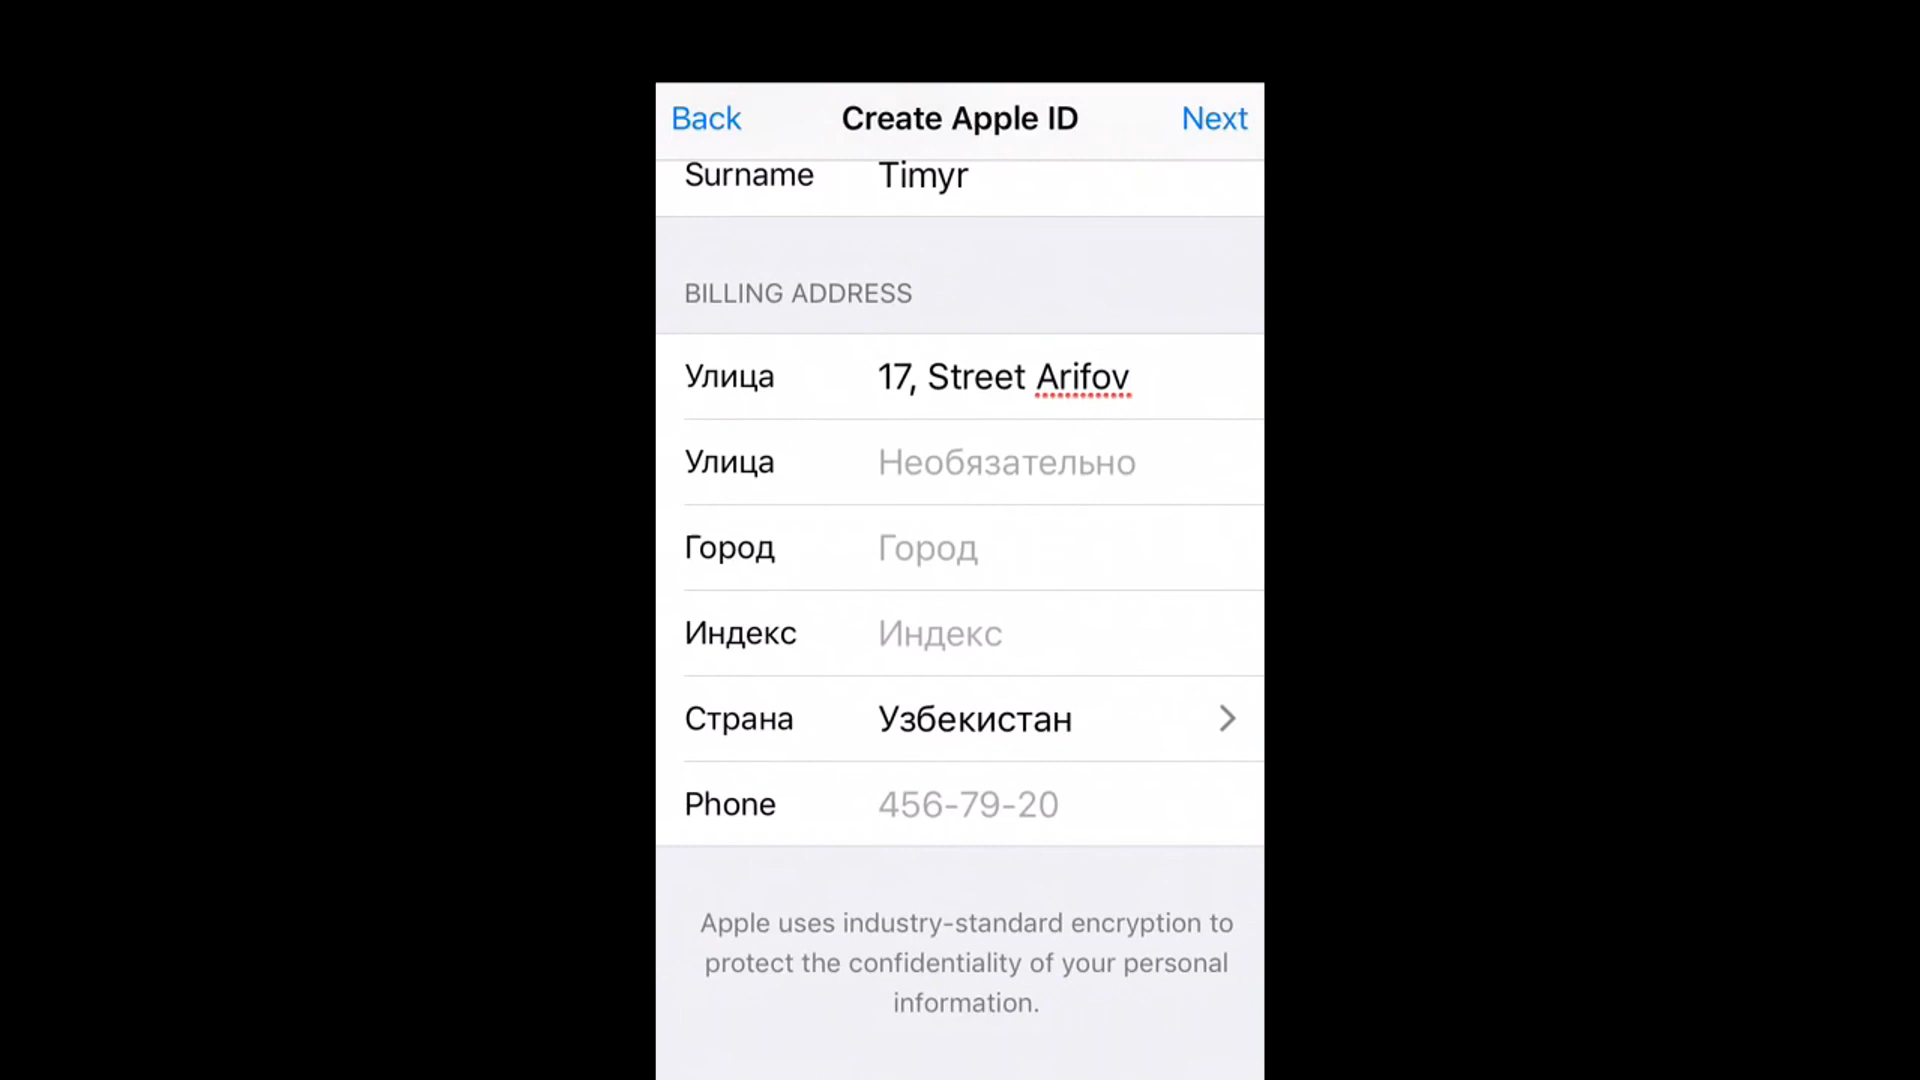 Back Create Apple ID Next
Surname Timyr
BILLING ADDRESS
Улица 17, Street Arifov
Улица Необязательно
Город Город
Индекс Индекс
Страна Узбекистан
Phone 456-79-20
Apple uses industry-standard encryption to
protect the confidentiality of your personal
information.